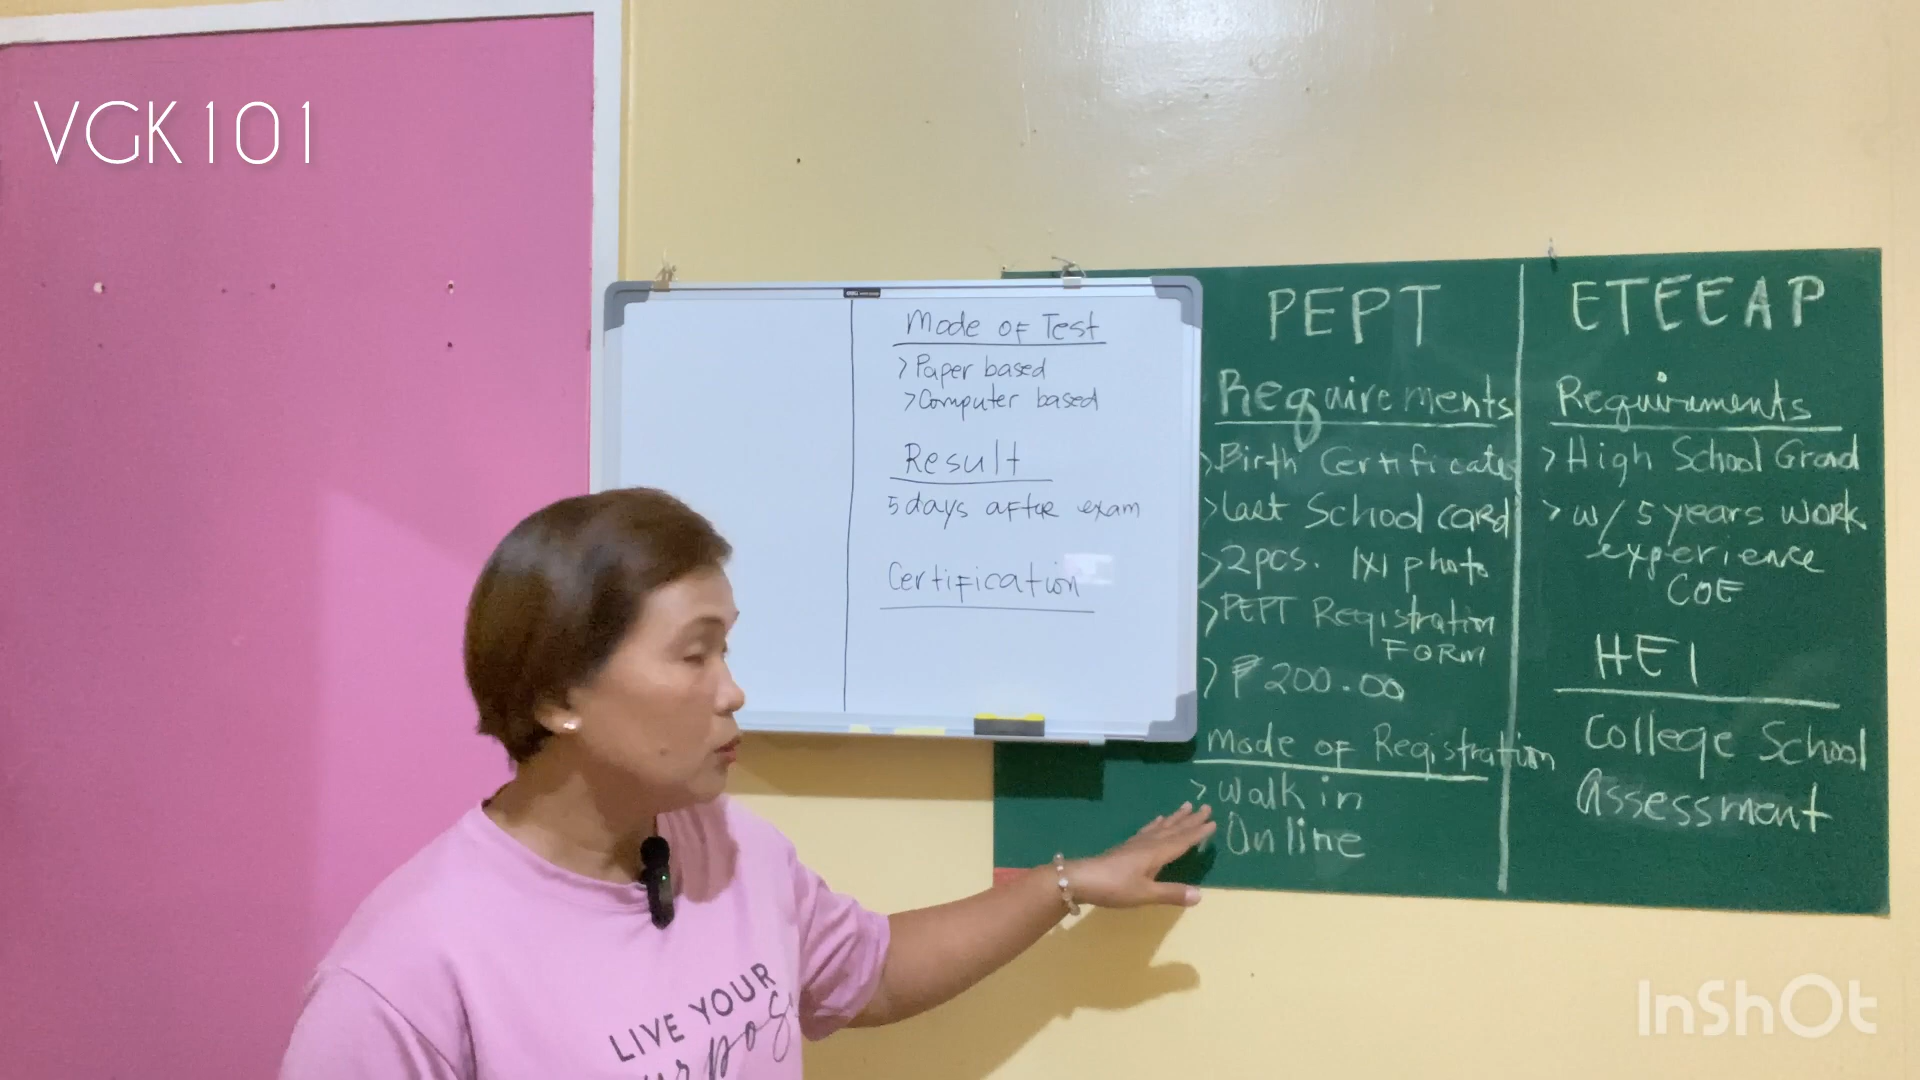 VGK101
Mode of Test
> Paper based
> Computer based
Result
5 days after exam
Certification
PEPT
Requirements
> Birth Certificate
> Last School card
> 2pcs. 1x1 photo
> PEPT Registration
FORM
> ₱200.00
Mode of Registration
> Walk in
Online
ETEEAP
Requirements
> High School Grad
> w/ 5 years work
experience
COE
HEI
College School
Assessment
LIVE YOUR
InShOt